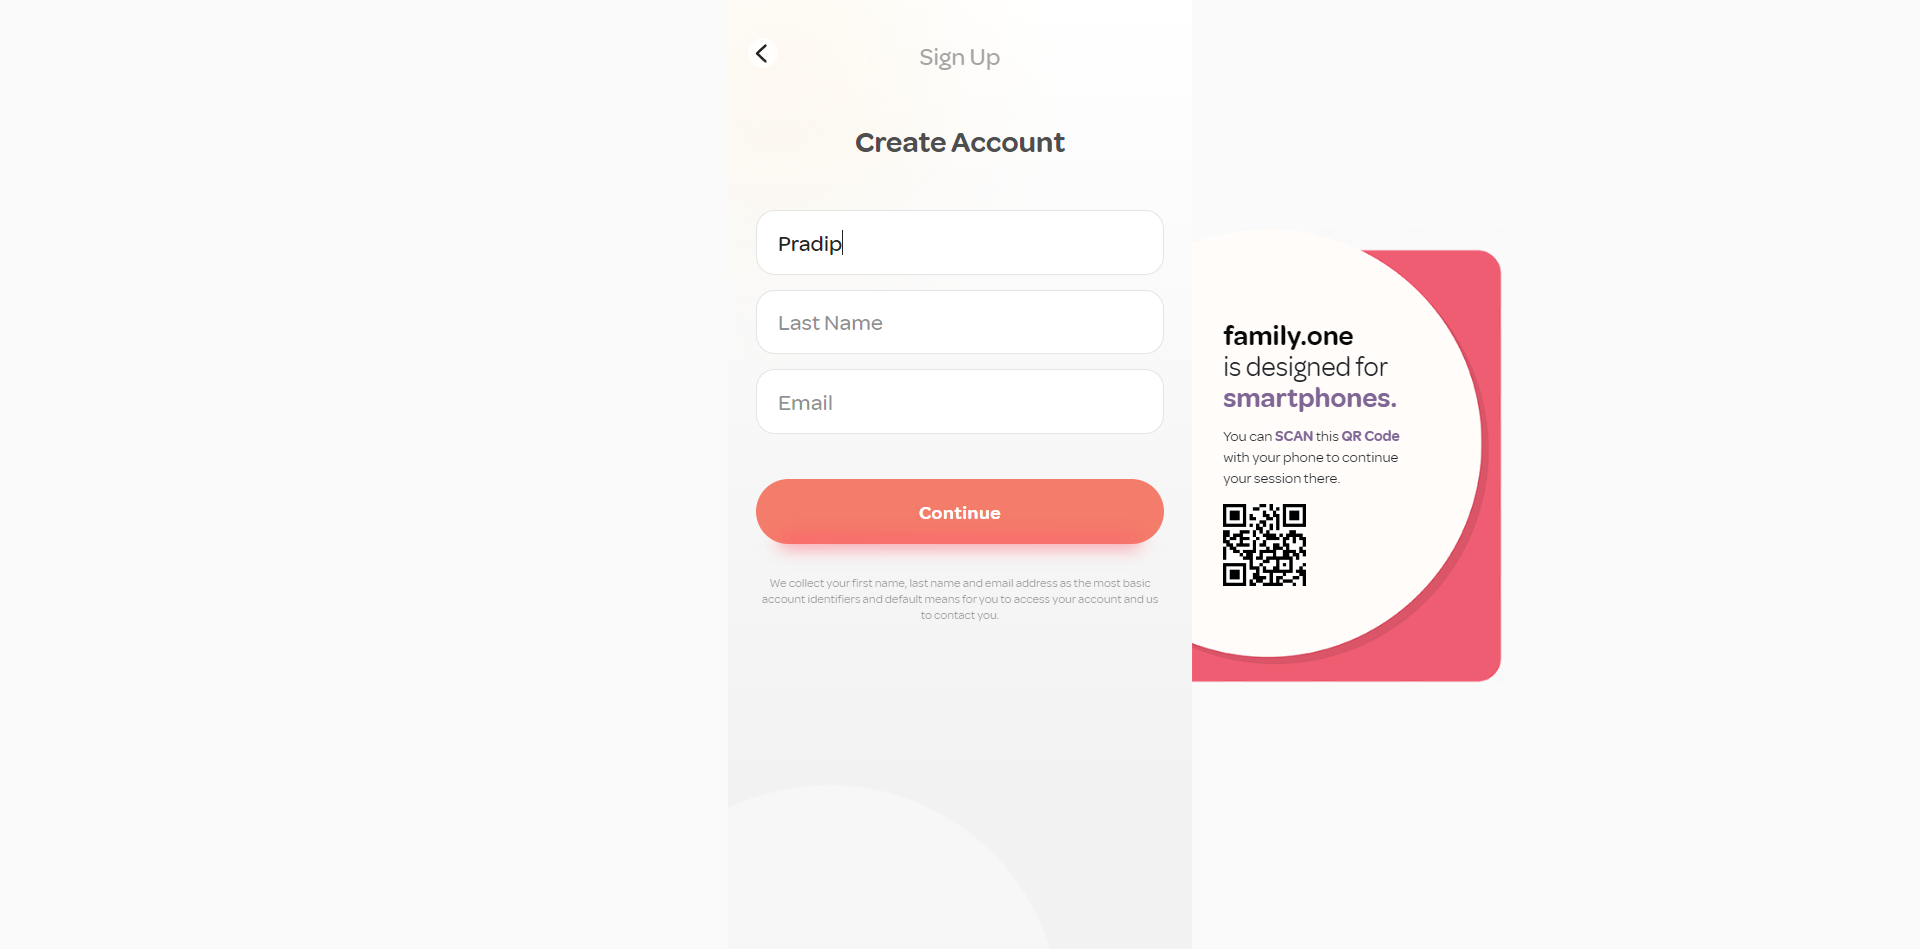 Sign Up
Create Account
Pradip
Last Name
Email
Continue
We collect your first name, last name and email address as the most basic
account identifiers and default means for you to access your account and us
to contact you.
family.one
is designed for
smartphones.
You can SCAN this QR Code
with your phone to continue
your session there.